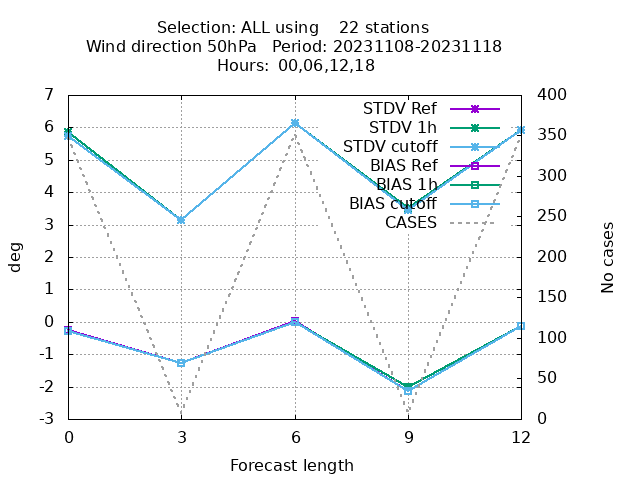 Selection: ALL using    22 stations
Wind direction 50hPa   Period: 20231108-20231118
Hours:  00,06,12,18
7
6
5
4
3
2
1
0
-1
-2
-3
400
350
300
250
200
150
100
50
0
deg
No cases
STDV Ref
STDV 1h
STDV cutoff
BIAS Ref
BIAS 1h
BIAS cutoff
CASES
0 3 6 9 12
Forecast length